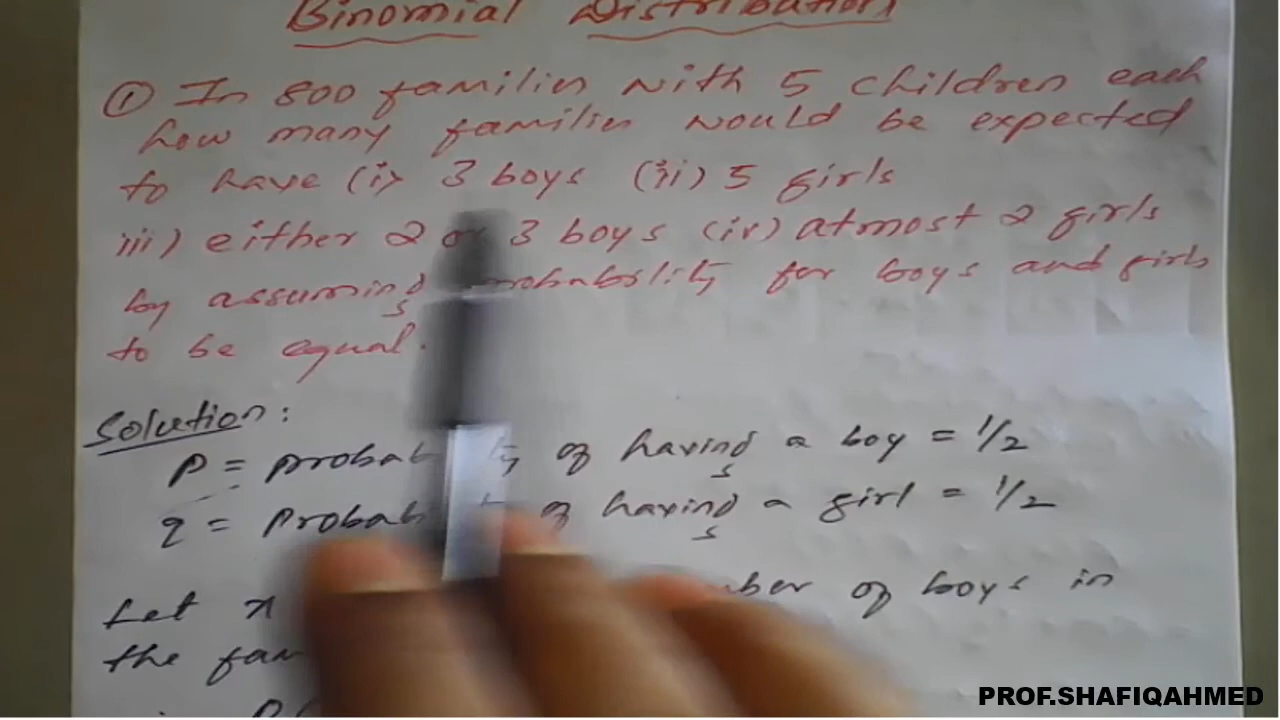 Binomial Distribution
① In 800 families with 5 children each
how many families would be expected
to have (i) 3 boys (ii) 5 girls
iii) either 2 or 3 boys (iv) atmost 2 girls
by assuming probability for boys and girls
to be equal.
Solution:
p = probab ty of having a boy = 1/2
q = Probab of having a girl = 1/2
Let x ber of boys in
the fam
PROF.SHAFIQAHMED